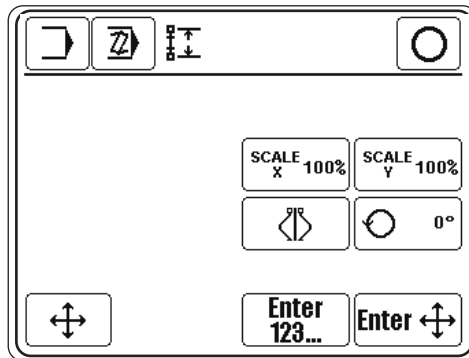 SCALE X 100%
SCALE Y 100%
0°
Enter 123...
Enter